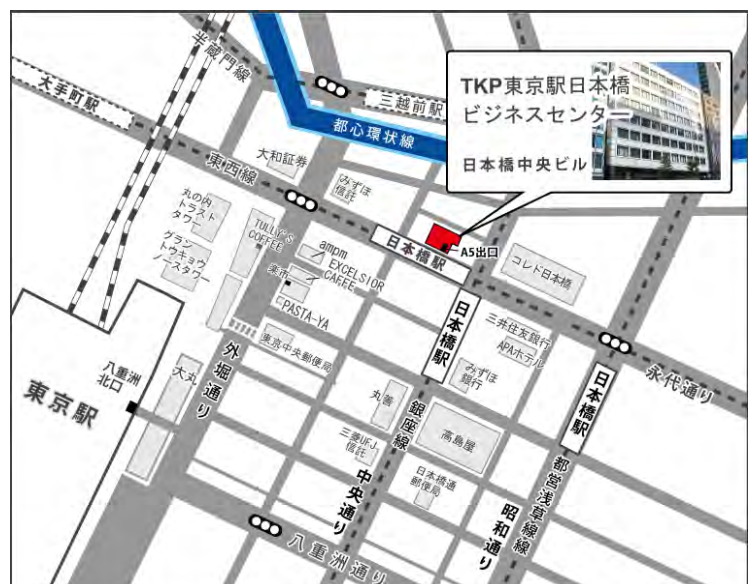 半蔵門線
大手町駅
三越前駅
都心環状線
TKP東京駅日本橋
ビジネスセンター
日本橋中央ビル
東西線
大和証券
みずほ
信託
丸の内
トラスト
タワー
グラン
トウキョウ
ノースタワー
TULLY'S
COFFEE
ampm
EXCELSIOR
CAFFE
楽市
PASTA-YA
日本橋駅
A5出口
コレド日本橋
日本橋駅
三井住友銀行
APAホテル
みずほ
銀行
永代通り
日本橋駅
東京中央郵便局
外堀通り
八重洲
北口
大丸
東京駅
丸善
銀座線
高島屋
三菱UFJ
信託
日本橋通
郵便局
中央通り
昭和通り
都営浅草線線
八重洲通り